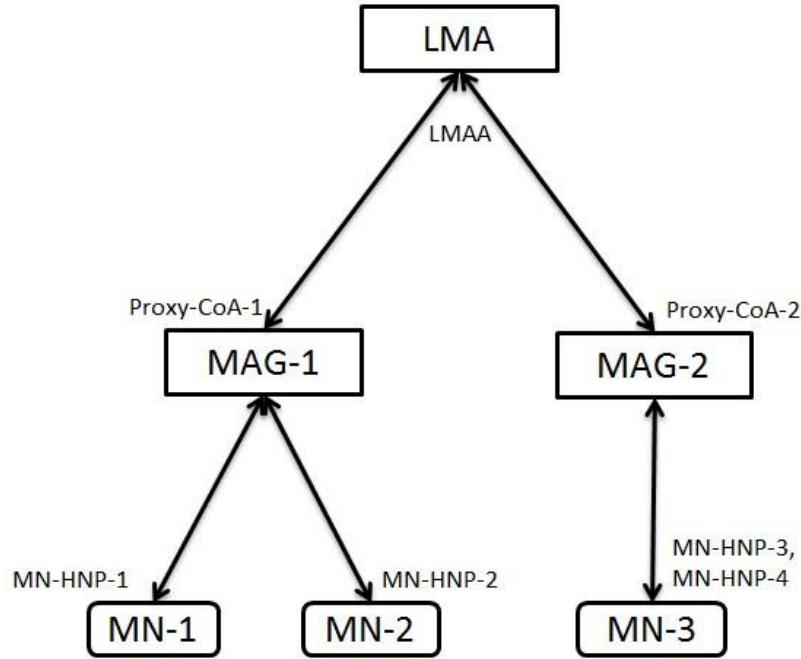 LMA
LMAA
Proxy-CoA-1
Proxy-CoA-2
MAG-1
MAG-2
MN-HNP-1
MN-HNP-2
MN-HNP-3,
MN-HNP-4
MN-1
MN-2
MN-3